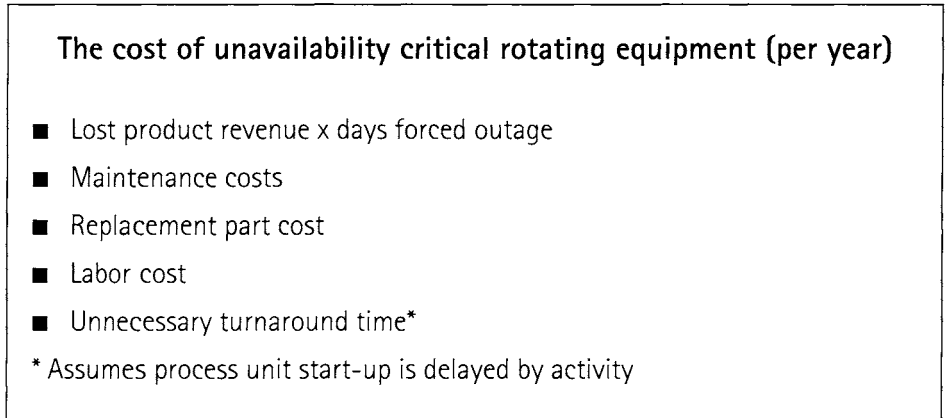 The cost of unavailability critical rotating equipment (per year)
■ Lost product revenue x days forced outage
■ Maintenance costs
■ Replacement part cost
■ Labor cost
■ Unnecessary turnaround time*
* Assumes process unit start-up is delayed by activity